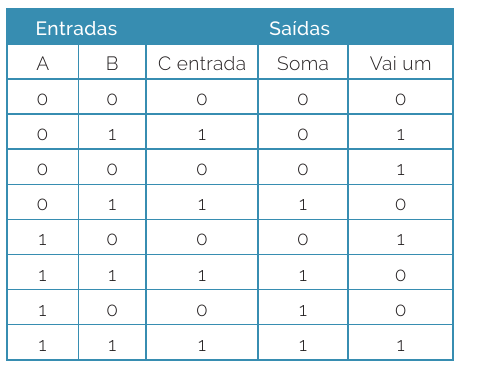 Entradas Saídas
A B C entrada Soma Vai um
0 0 0 0 0
0 1 1 0 1
0 0 0 0 1
0 1 1 1 0
1 0 0 0 1
1 1 1 1 0
1 0 0 1 0
1 1 1 1 1